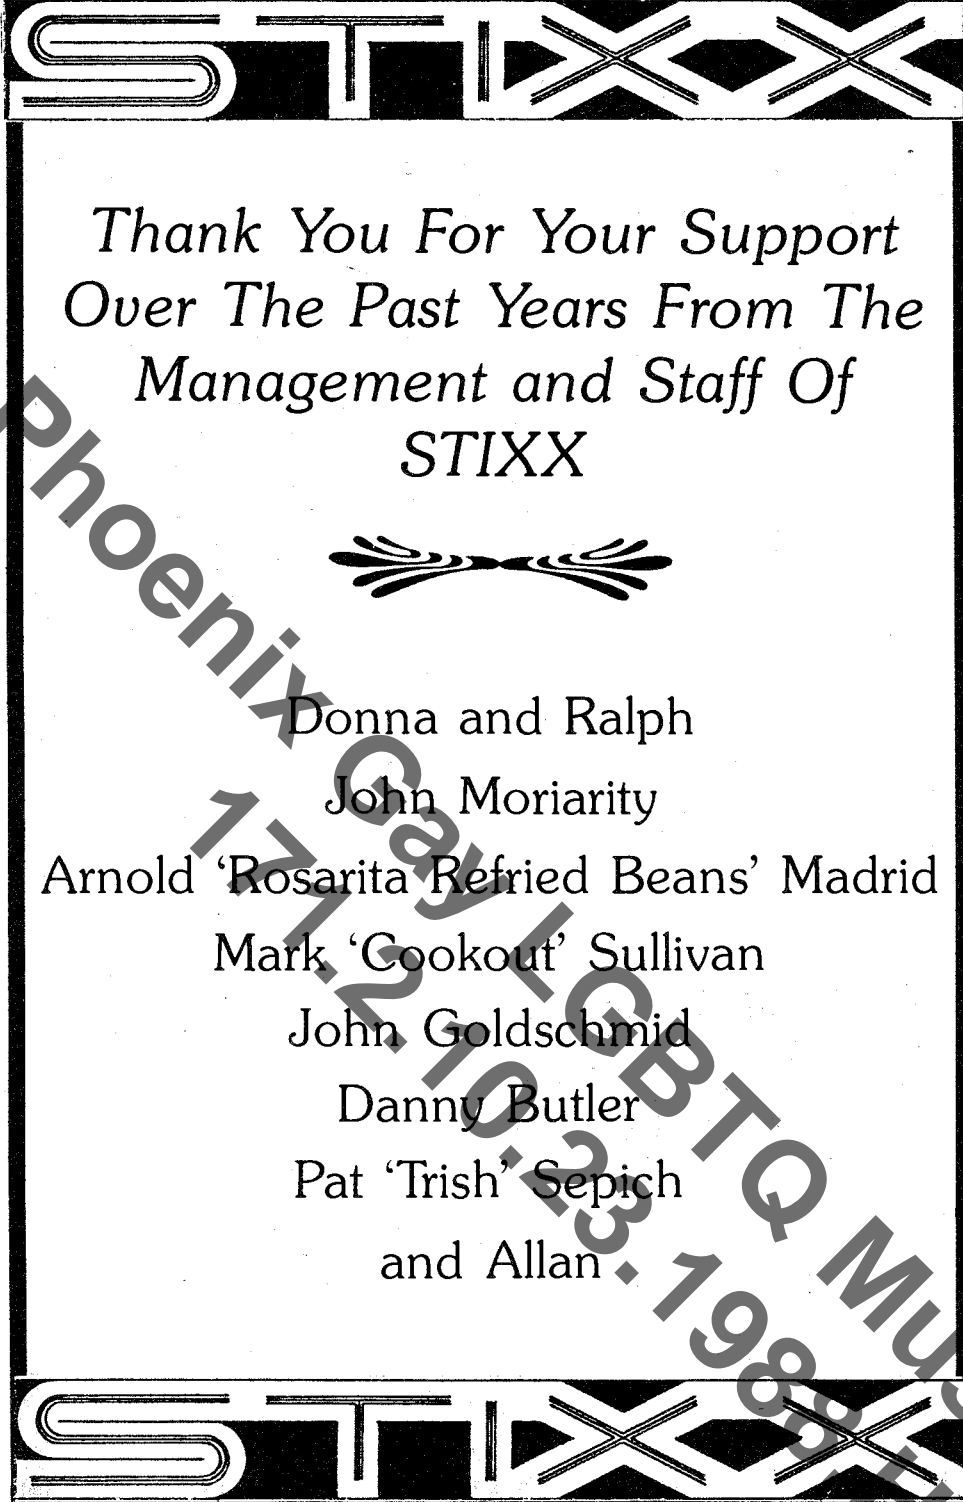 STIXX
Thank You For Your Support
Over The Past Years From The
Management and Staff Of
STIXX
Donna and Ralph
John Moriarity
Arnold ‘Rosarita Refried Beans’ Madrid
Mark ‘Cookout’ Sullivan
John Goldschmid
Danny Butler
Pat ‘Trish’ Sepich
and Allan
STIXX
Phoenix Gay LGBTQ
171.2.10.23.1988